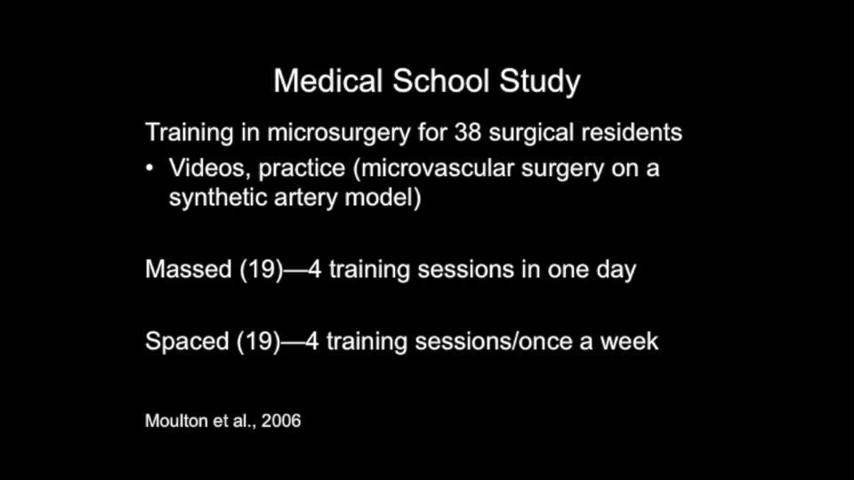 Medical School Study
Training in microsurgery for 38 surgical residents
• Videos, practice (microvascular surgery on a
synthetic artery model)
Massed (19)—4 training sessions in one day
Spaced (19)—4 training sessions/once a week
Moulton et al., 2006